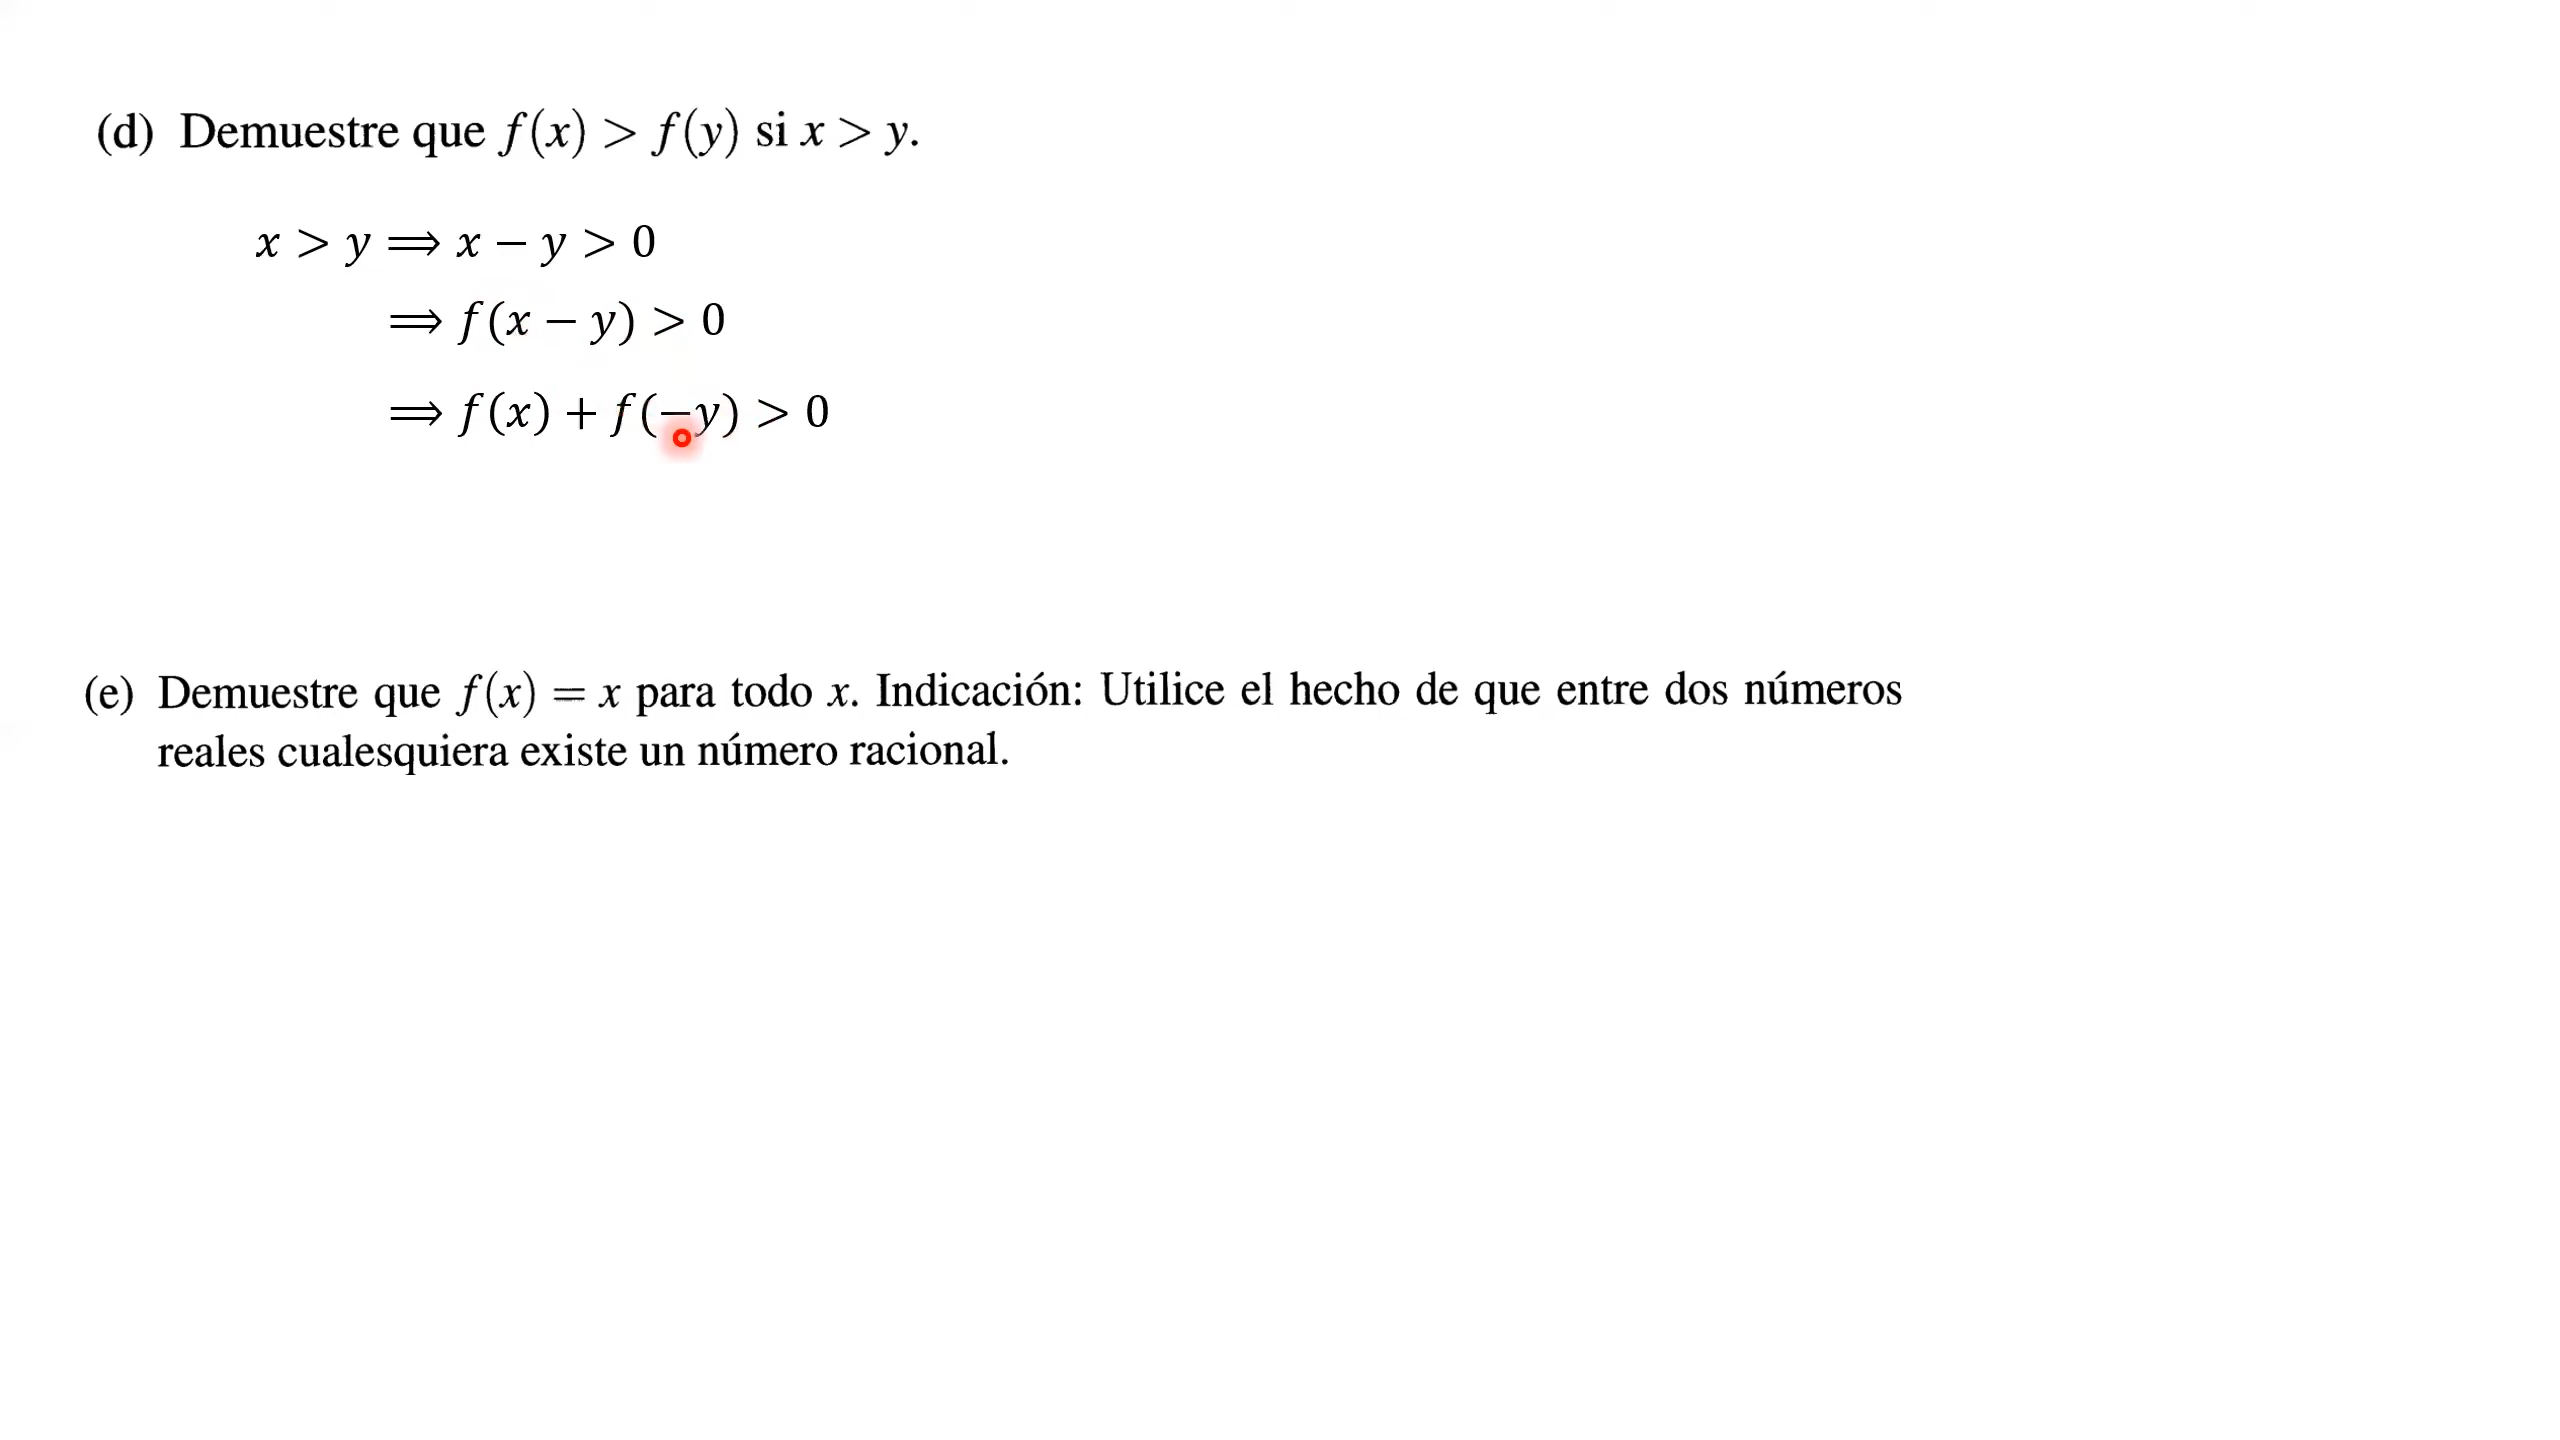 (d) Demuestre que f(x) > f(y) si x > y.
x > y ⟹ x − y > 0
⟹ f(x − y) > 0
⟹ f(x) + f(−y) > 0
(e) Demuestre que f(x) = x para todo x. Indicación: Utilice el hecho de que entre dos números
reales cualesquiera existe un número racional.